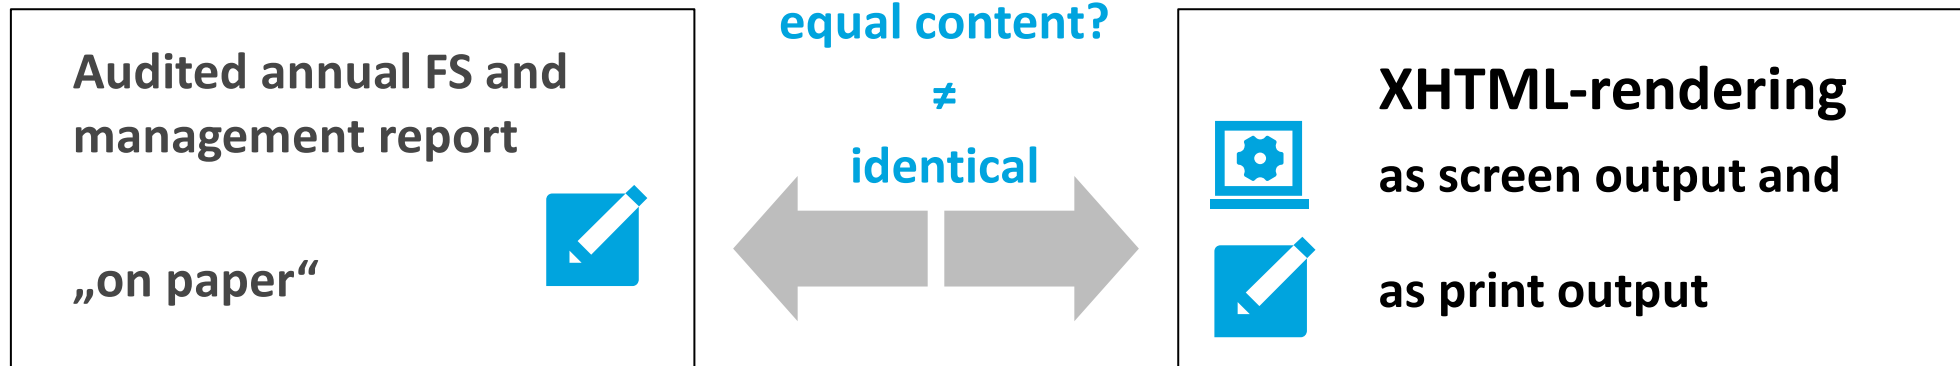 Audited annual FS and
management report
„on paper“
equal content?
≠
identical
XHTML-rendering
as screen output and
as print output